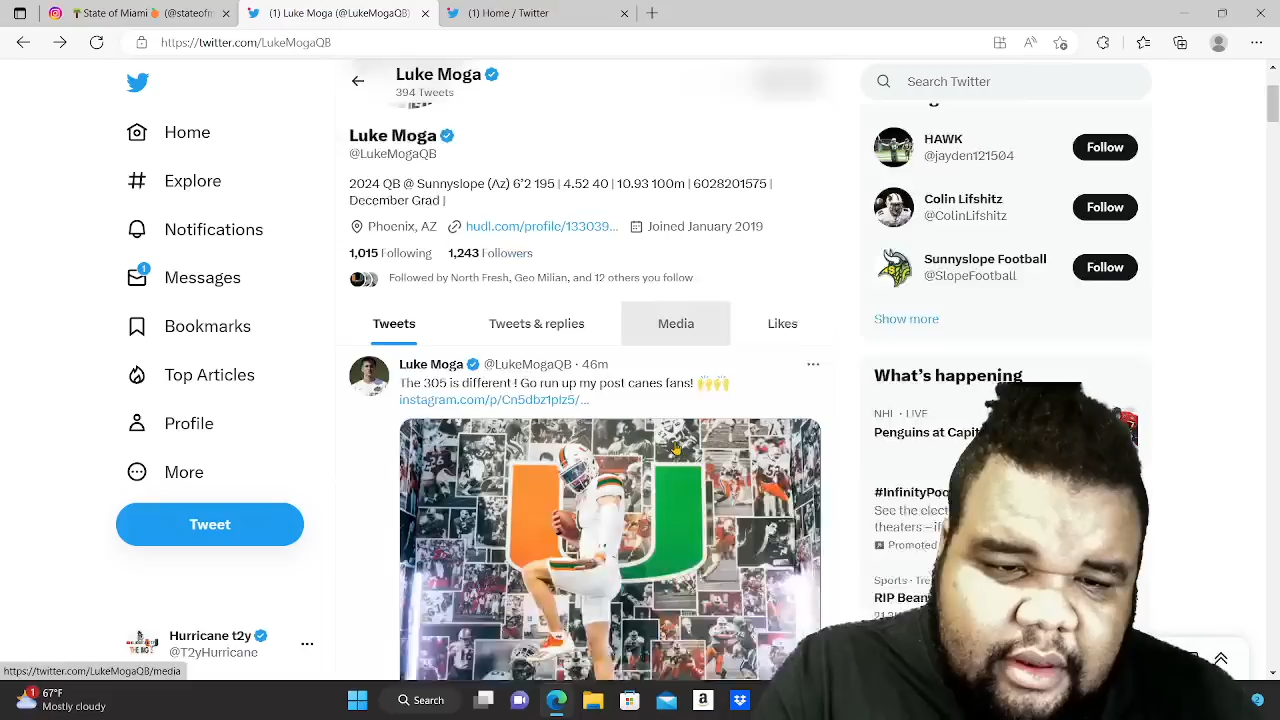 State of Miami (@stateofm
(1) Luke Moga (@LukeMogaQB)
(1) Home / Twitter
https://twitter.com/LukeMogaQB
Luke Moga
394 Tweets
Search Twitter
Home
Explore
Notifications
1
Messages
Bookmarks
Top Articles
Profile
More
Tweet
Hurricane t2y
@T2yHurricane
Luke Moga
@LukeMogaQB
2024 QB @ Sunnyslope (Az) 6'2 195 | 4.52 40 | 10.93 100m | 6028201575 |
December Grad |
Phoenix, AZ hudl.com/profile/133039... Joined January 2019
1,015 Following 1,243 Followers
Followed by North Fresh, Geo Milian, and 12 others you follow
Tweets Tweets & replies Media Likes
Luke Moga @LukeMogaQB · 46m
The 305 is different ! Go run up my post canes fans! 🙌🙌
instagram.com/p/Cn5dbz1plz5/...
HAWK
@jayden121504
Follow
Colin Lifshitz
@ColinLifshitz
Follow
Sunnyslope Football
@SlopeFootball
Follow
Show more
What's happening
NHL · LIVE
Penguins at Capit
#InfinityPoo
See the elect
theaters
Promoted
Sports · Tre
RIP Bean
https://twitter.com/LukeMogaQB/media
1
67°F
Mostly cloudy
Search
a
2